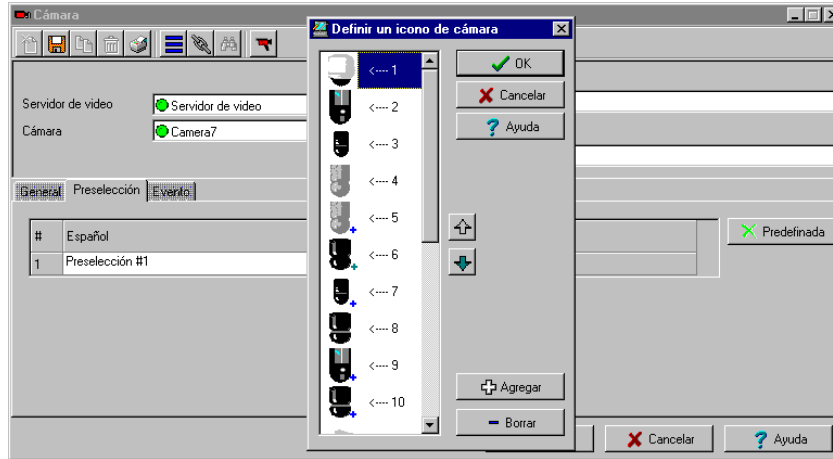 Cámara
Definir un icono de cámara
<---- 1
OK
<---- 2
Cancelar
Servidor de video
Servidor de video
Cámara
Camera7
Ayuda
<---- 3
<---- 4
General
Preselección
Evento
<---- 5
#
Español
Predefinada
<---- 6
1
Preselección #1
<---- 7
<---- 8
<---- 9
Agregar
<---- 10
Borrar
Cancelar
Ayuda